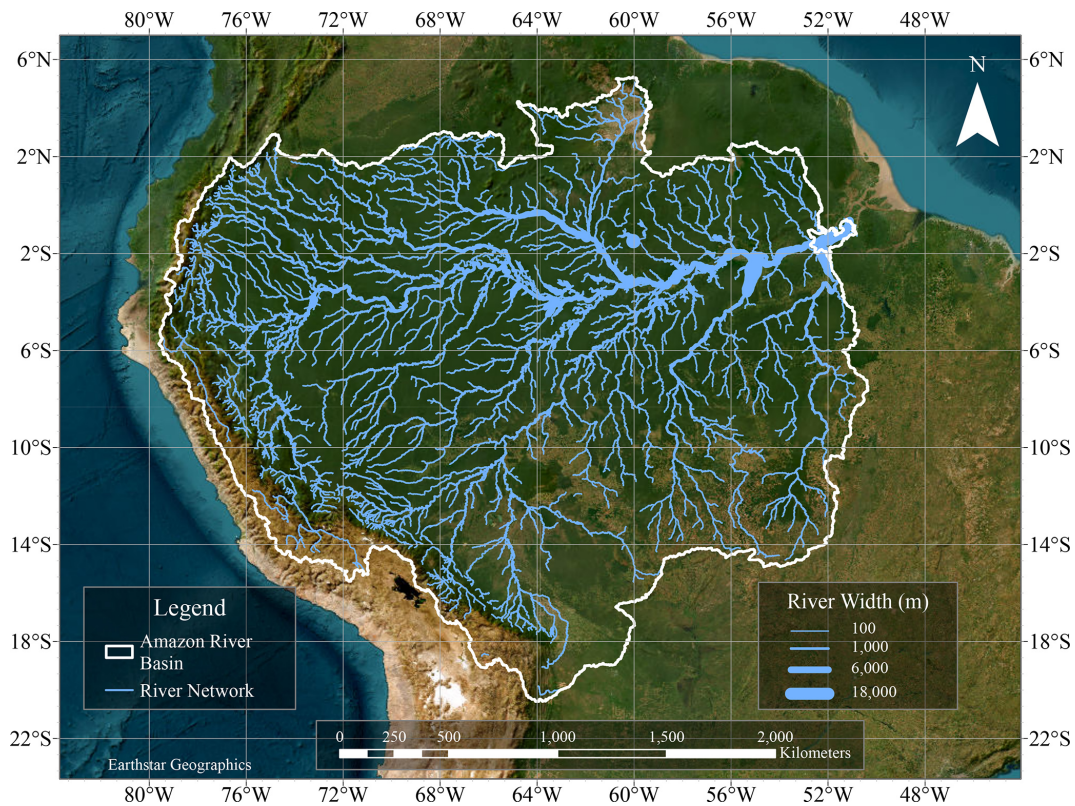 80°W 76°W 72°W 68°W 64°W 60°W 56°W 52°W 48°W
6°N 6°N
N
2°N 2°N
2°S 2°S
6°S 6°S
10°S 10°S
14°S 14°S
Legend
Amazon River
Basin
River Network
River Width (m)
100
1,000
6,000
18,000
18°S 18°S
22°S 22°S
0 250 500 1,000 1,500 2,000
Kilometers
Earthstar Geographics
80°W 76°W 72°W 68°W 64°W 60°W 56°W 52°W 48°W